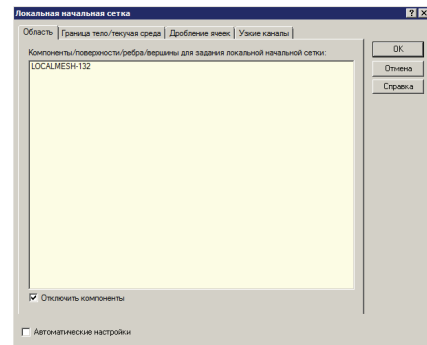 Локальная начальная сетка
Область Граница тело/текучая среда Дробление ячеек Узкие каналы
Компоненты/поверхности/ребра/вершины для задания локальной начальной сетки:
LOCALMESH-132
OK
Отмена
Справка
Отключить компоненты
Автоматические настройки